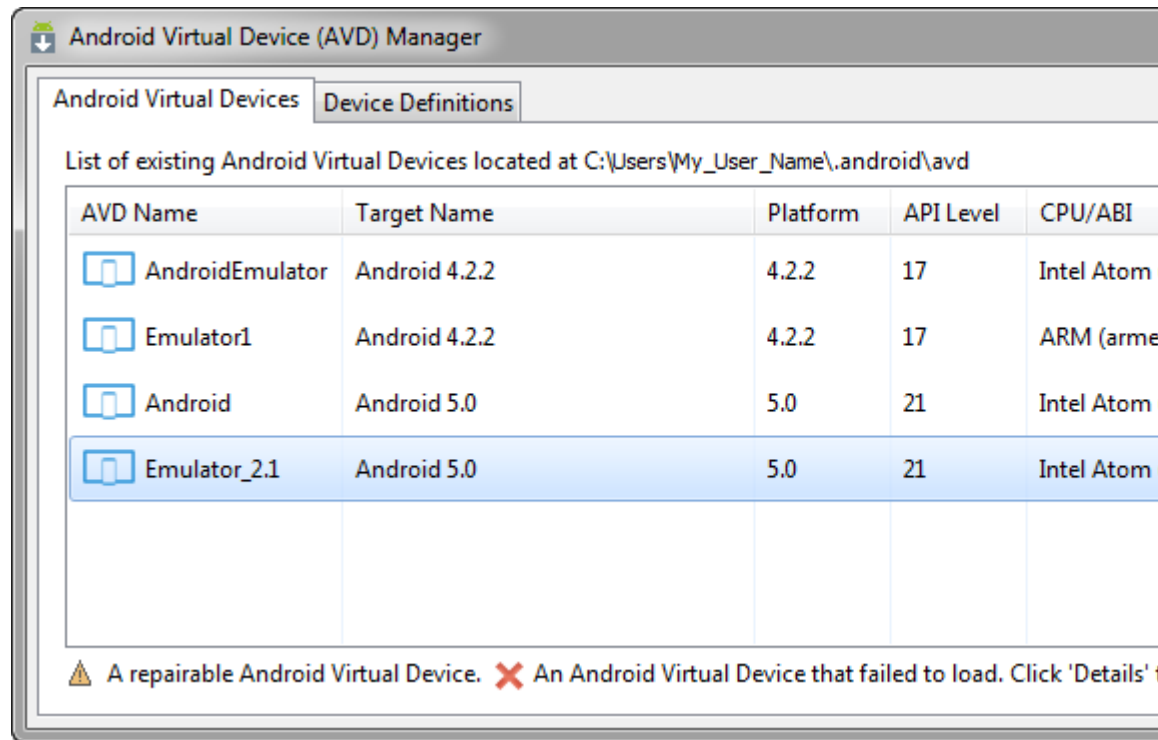 Android Virtual Device (AVD) Manager
Android Virtual Devices Device Definitions
List of existing Android Virtual Devices located at C:\Users\My_User_Name\.android\avd
AVD Name Target Name Platform API Level CPU/ABI
AndroidEmulator Android 4.2.2 4.2.2 17 Intel Atom
Emulator1 Android 4.2.2 4.2.2 17 ARM (arme
Android Android 5.0 5.0 21 Intel Atom
Emulator_2.1 Android 5.0 5.0 21 Intel Atom
A repairable Android Virtual Device. An Android Virtual Device that failed to load. Click 'Details'